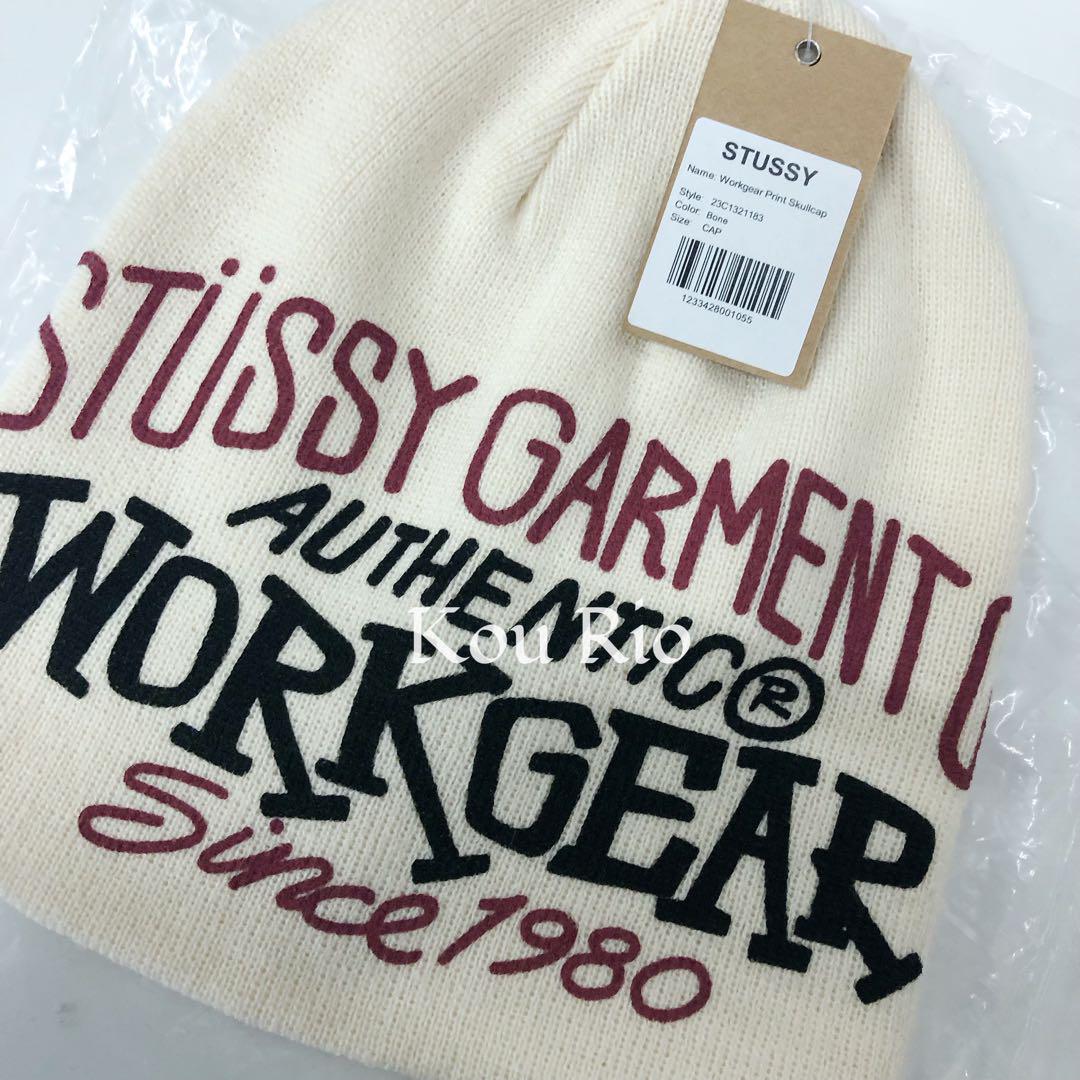 STUSSY
Name: Workgear Print Skullcap
Style: 23C1321183
Color: Bone
Size: CAP
1233428001055
STÜSSY GARMENT C
AUTHENTIC®
WORKGEAR
Since 1980
Kou Rio